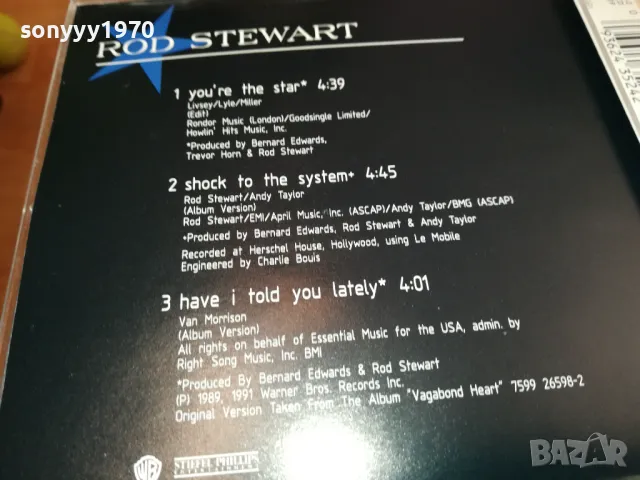 sonyyy1970
ROD STEWART
1 you're the star* 4:39
Livsey/Lyle/Miller
(Edit)
Rondor Music (London)/Goodsingle Limited/
Howlin' Hits Music, Inc.
*Produced by Bernard Edwards,
Trevor Horn & Rod Stewart
2 shock to the system+ 4:45
Rod Stewart/Andy Taylor
(Album Version)
Rod Stewart/EMI/April Music, Inc. (ASCAP)/Andy Taylor/BMG (ASCAP)
+Produced by Bernard Edwards, Rod Stewart & Andy Taylor
Recorded at Herschel House, Hollywood, using Le Mobile
Engineered by Charlie Bouis
3 have i told you lately* 4:01
Van Morrison
(Album Version)
All rights on behalf of Essential Music for the USA, admin. by
Right Song Music, Inc. BMI
*Produced By Bernard Edwards & Rod Stewart
(P) 1989, 1991 Warner Bros. Records Inc.
Original Version Taken From The Album "Vagabond Heart" 7599 26598-2
STIEFEL PHILLIPS
BAZAR